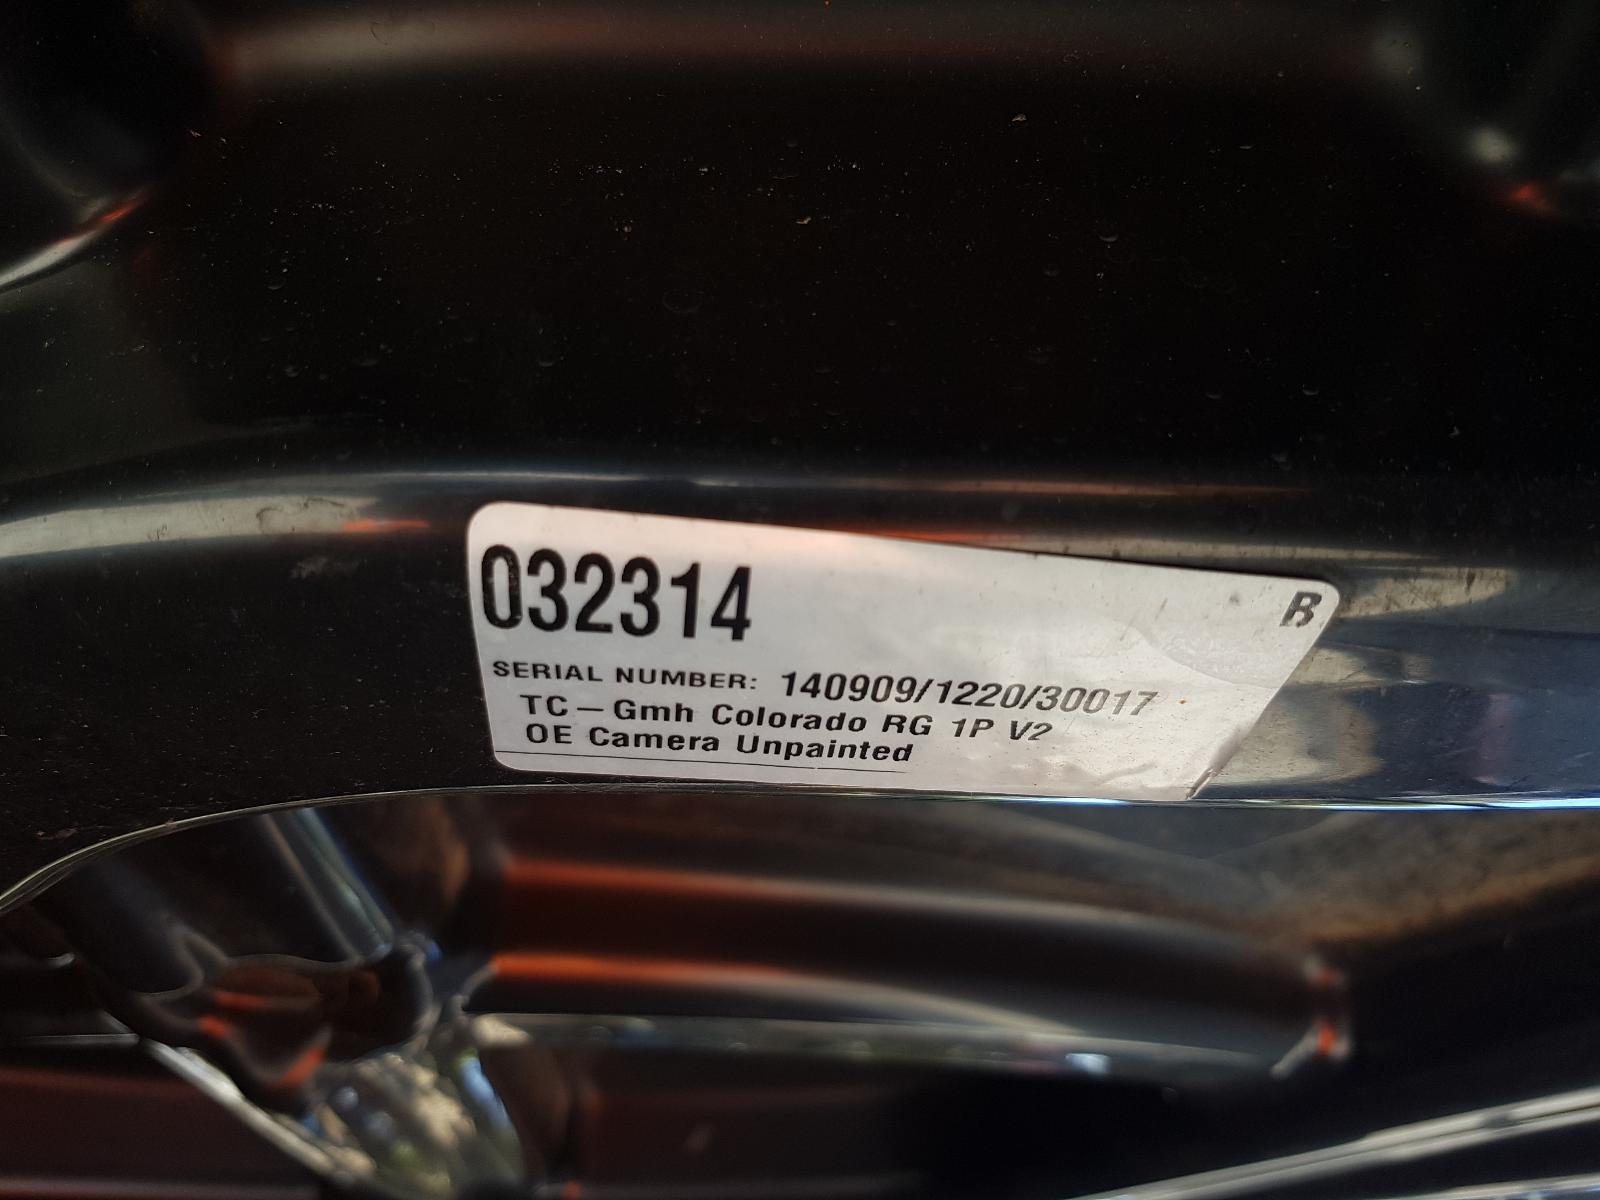 032314
B
SERIAL NUMBER: 140909/1220/30017
TC – Gmh Colorado RG 1P V2
OE Camera Unpainted